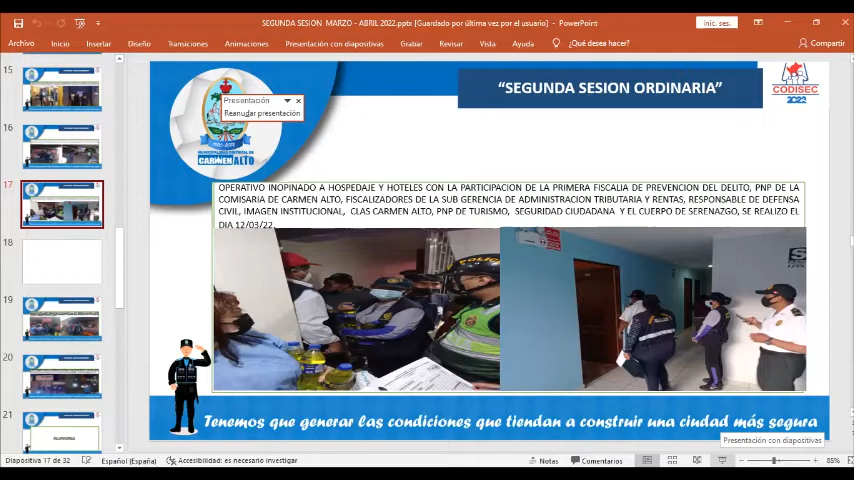 SEGUNDA SESION MARZO - ABRIL 2022.pptx [Guardado por última vez por el usuario] - PowerPoint
Inic. ses.
Archivo Inicio Insertar Diseño Transiciones Animaciones Presentación con diapositivas Grabar Revisar Vista Ayuda ¿Qué desea hacer? Compartir
15
16
17
18
19
20
21
REUNIONES
Presentación
Reanudar presentación
MUNICIPALIDAD DISTRITAL DE
CARMEN ALTO
"SEGUNDA SESION ORDINARIA"
CODISEC
2022
OPERATIVO INOPINADO A HOSPEDAJE Y HOTELES CON LA PARTICIPACION DE LA PRIMERA FISCALIA DE PREVENCION DEL DELITO, PNP DE LA
COMISARIA DE CARMEN ALTO, FISCALIZADORES DE LA SUB GERENCIA DE ADMINISTRACION TRIBUTARIA Y RENTAS, RESPONSABLE DE DEFENSA
CIVIL, IMAGEN INSTITUCIONAL, CLAS CARMEN ALTO, PNP DE TURISMO, SEGURIDAD CIUDADANA Y EL CUERPO DE SERENAZGO, SE REALIZO EL
DIA 12/03/22.
POLICIA
S
Tenemos que generar las condiciones que tiendan a construir una ciudad más segura
Presentación con diapositivas
Diapositiva 17 de 32 Español (España) Accesibilidad: es necesario investigar Notas Comentarios 85%